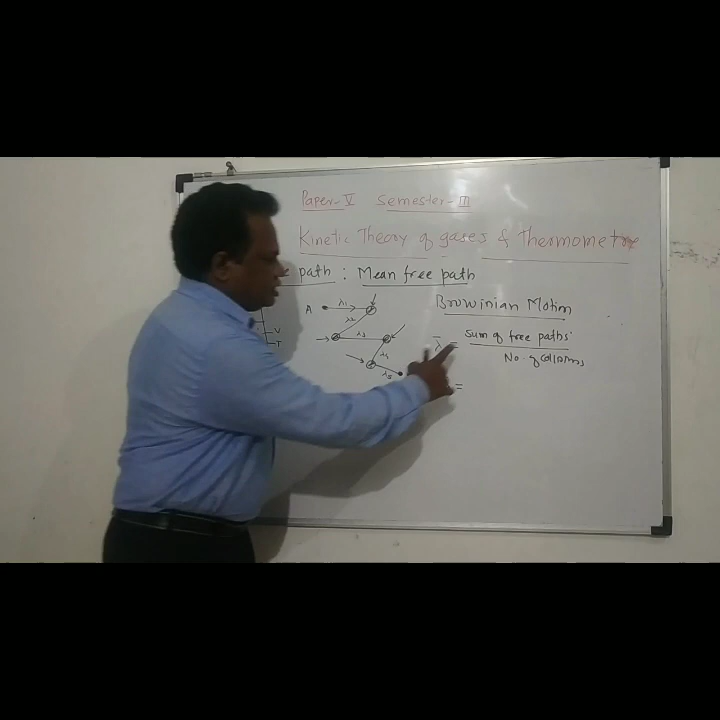 Paper-V Semester-III
Kinetic Theory of gases & Thermometre
path : Mean free path
Browinian Motion
A λ1
λ2
λ3
λ4
λ5
V
T
λ̄ = Sum of free paths
No. of collisions
=